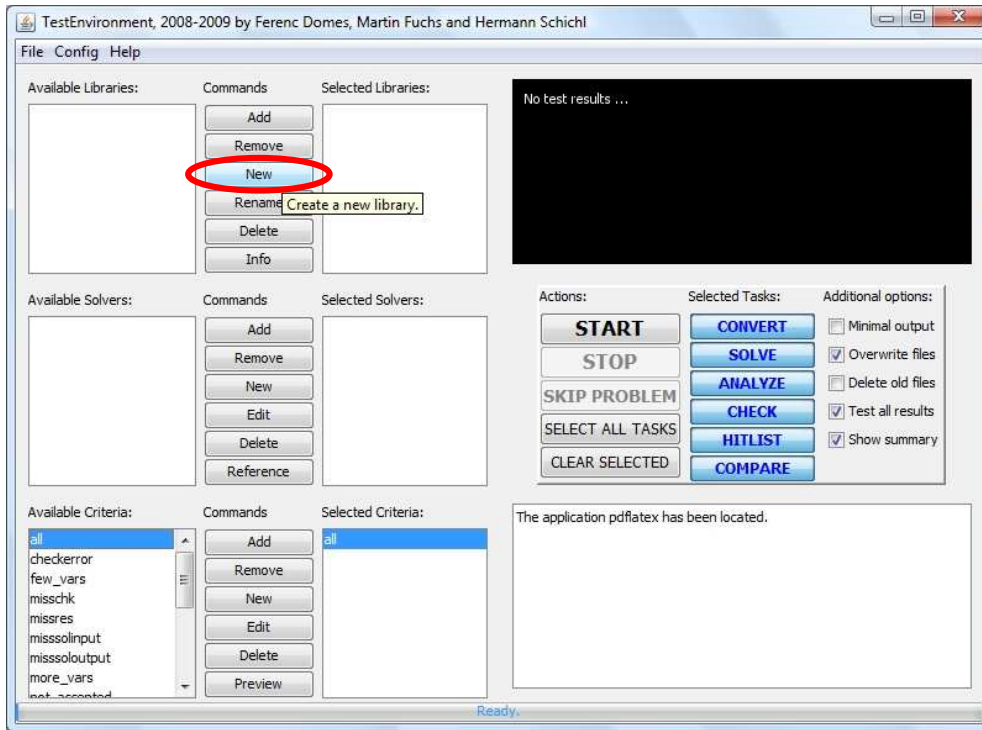 TestEnvironment, 2008-2009 by Ferenc Domes, Martin Fuchs and Hermann Schichl
File Config Help
Available Libraries:
Commands
Selected Libraries:
Add
Remove
New
Rename
Create a new library.
Delete
Info
No test results ...
Available Solvers:
Commands
Selected Solvers:
Add
Remove
New
Edit
Delete
Reference
Actions:
Selected Tasks:
Additional options:
START
CONVERT
Minimal output
STOP
SOLVE
Overwrite files
SKIP PROBLEM
ANALYZE
Delete old files
SELECT ALL TASKS
CHECK
Test all results
CLEAR SELECTED
HITLIST
Show summary
COMPARE
Available Criteria:
Commands
Selected Criteria:
all
checkerror
few_vars
misschk
missres
misssolinput
misssoloutput
more_vars
not_accepted
Add
Remove
New
Edit
Delete
Preview
all
The application pdflatex has been located.
Ready.